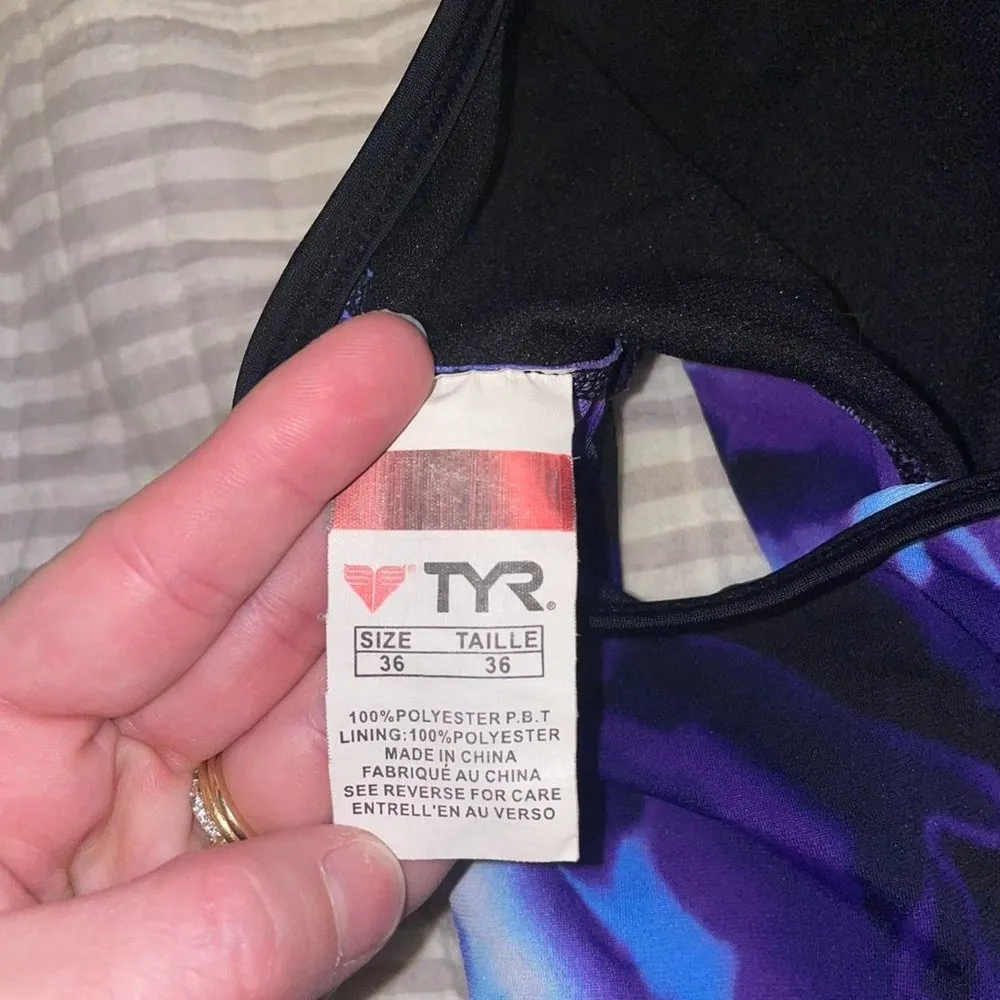 TYR®
SIZE TAILLE
36 36
100%POLYESTER P.B.T
LINING:100%POLYESTER
MADE IN CHINA
FABRIQUÉ AU CHINA
SEE REVERSE FOR CARE
ENTRELL'EN AU VERSO